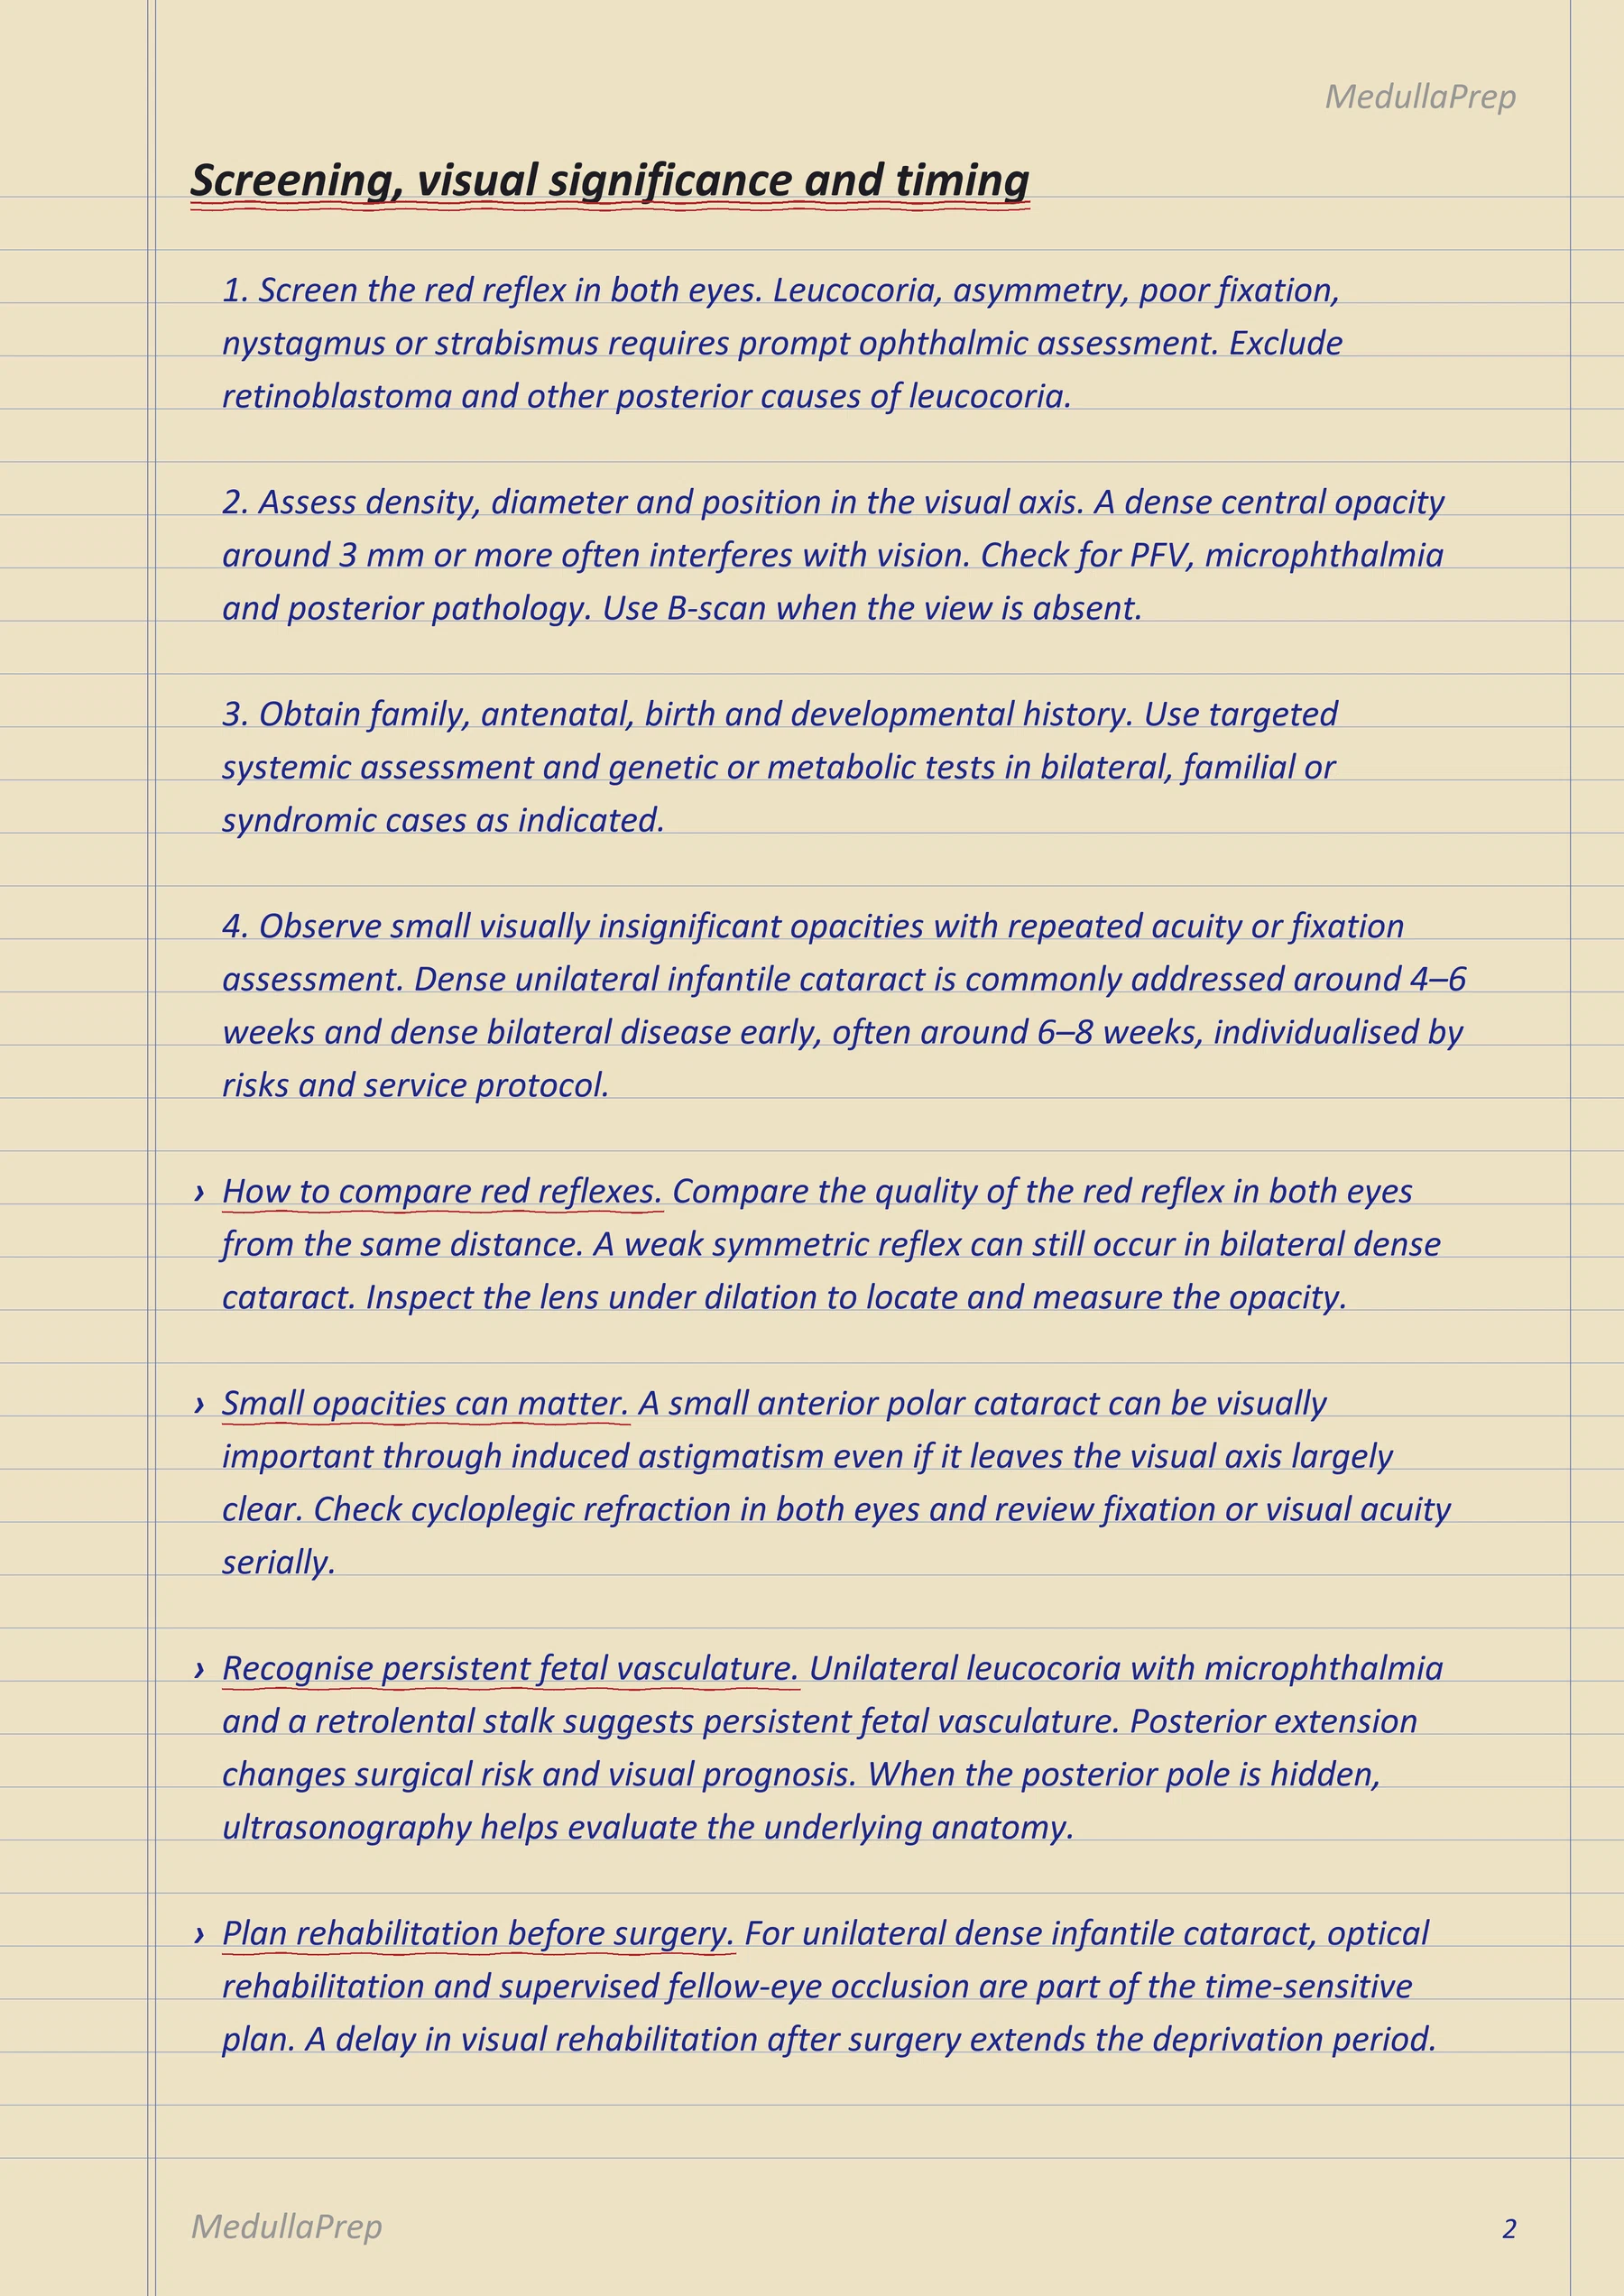 MedullaPrep
Screening, visual significance and timing
1. Screen the red reflex in both eyes. Leucocoria, asymmetry, poor fixation,
nystagmus or strabismus requires prompt ophthalmic assessment. Exclude
retinoblastoma and other posterior causes of leucocoria.
2. Assess density, diameter and position in the visual axis. A dense central opacity
around 3 mm or more often interferes with vision. Check for PFV, microphthalmia
and posterior pathology. Use B-scan when the view is absent.
3. Obtain family, antenatal, birth and developmental history. Use targeted
systemic assessment and genetic or metabolic tests in bilateral, familial or
syndromic cases as indicated.
4. Observe small visually insignificant opacities with repeated acuity or fixation
assessment. Dense unilateral infantile cataract is commonly addressed around 4–6
weeks and dense bilateral disease early, often around 6–8 weeks, individualised by
risks and service protocol.
› How to compare red reflexes. Compare the quality of the red reflex in both eyes
from the same distance. A weak symmetric reflex can still occur in bilateral dense
cataract. Inspect the lens under dilation to locate and measure the opacity.
› Small opacities can matter. A small anterior polar cataract can be visually
important through induced astigmatism even if it leaves the visual axis largely
clear. Check cycloplegic refraction in both eyes and review fixation or visual acuity
serially.
› Recognise persistent fetal vasculature. Unilateral leucocoria with microphthalmia
and a retrolental stalk suggests persistent fetal vasculature. Posterior extension
changes surgical risk and visual prognosis. When the posterior pole is hidden,
ultrasonography helps evaluate the underlying anatomy.
› Plan rehabilitation before surgery. For unilateral dense infantile cataract, optical
rehabilitation and supervised fellow-eye occlusion are part of the time-sensitive
plan. A delay in visual rehabilitation after surgery extends the deprivation period.
MedullaPrep
2